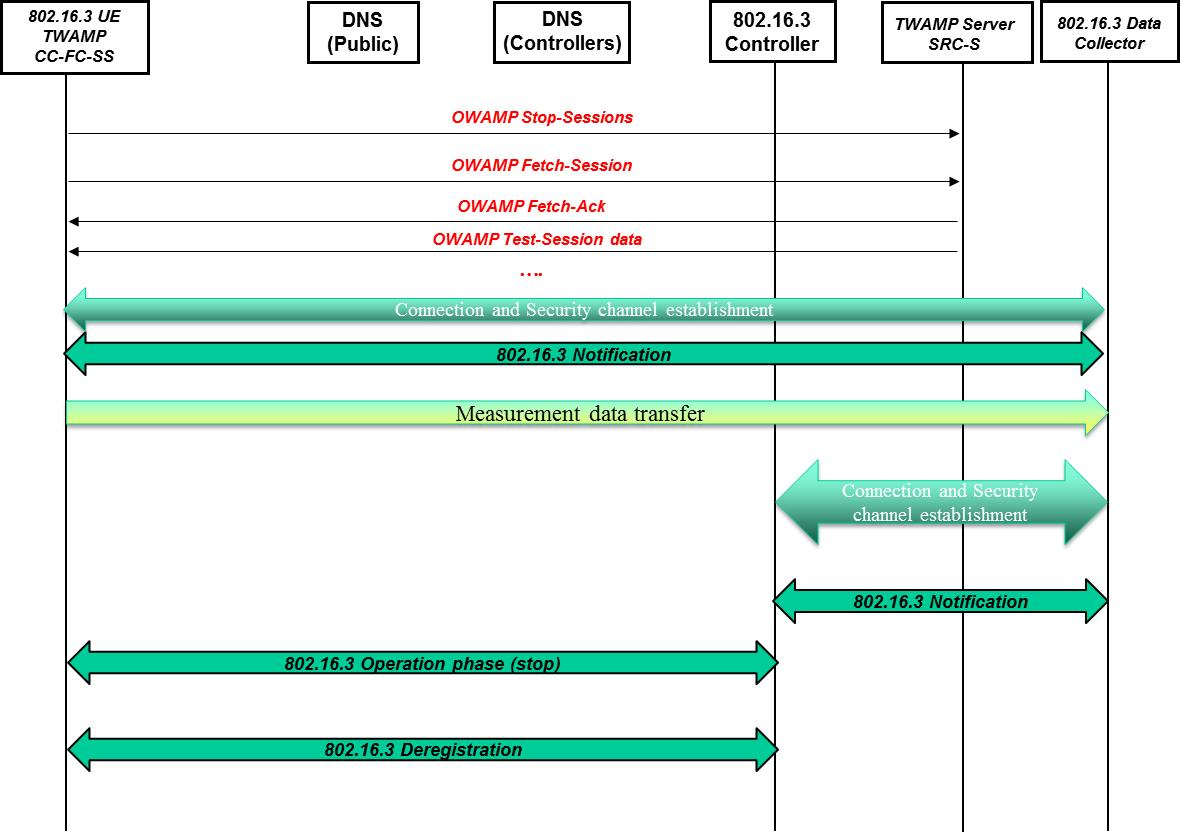 802.16.3 UE
TWAMP
CC-FC-SS
DNS
(Public)
DNS
(Controllers)
802.16.3
Controller
TWAMP Server
SRC-S
802.16.3 Data
Collector
OWAMP Stop-Sessions
OWAMP Fetch-Session
OWAMP Fetch-Ack
OWAMP Test-Session data
....
Connection and Security channel establishment
802.16.3 Notification
Measurement data transfer
Connection and Security
channel establishment
802.16.3 Notification
802.16.3 Operation phase (stop)
802.16.3 Deregistration